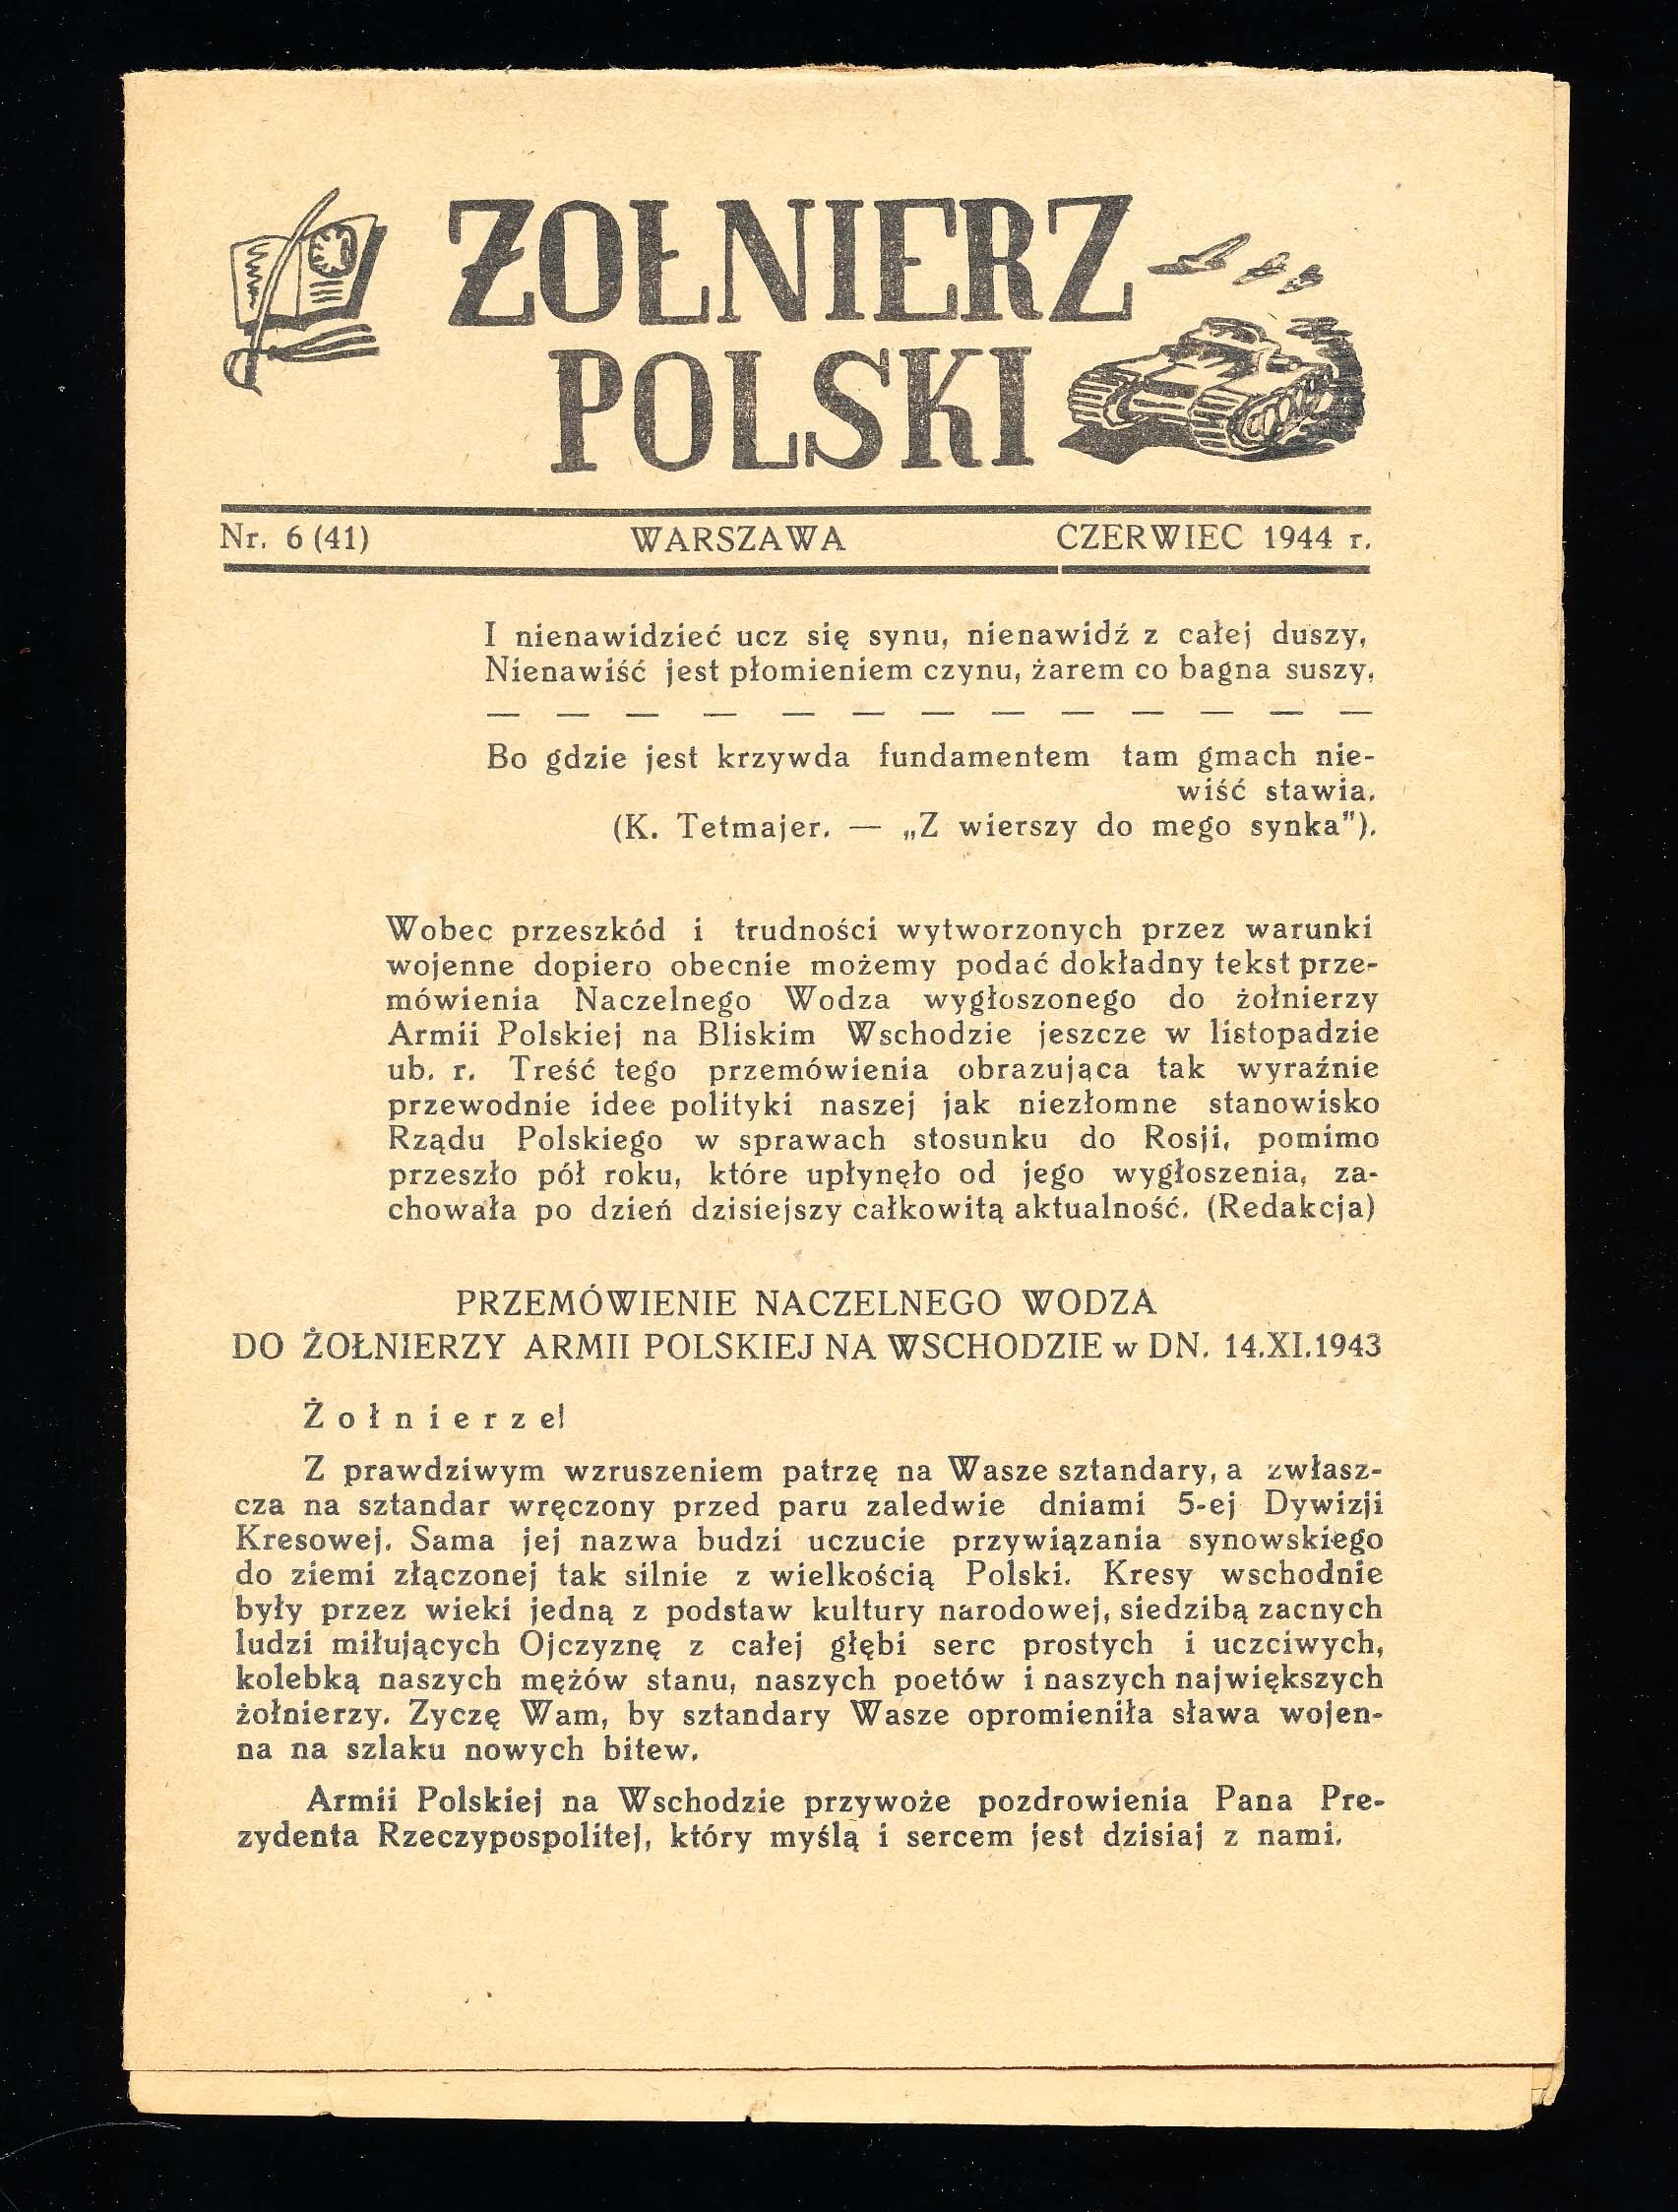 ŻOŁNIERZ
POLSKI
Nr. 6 (41) WARSZAWA CZERWIEC 1944 r.
I nienawidzieć ucz się synu, nienawidź z całej duszy,
Nienawiść jest płomieniem czynu, żarem co bagna suszy.
— — — — — — — — — — — — —
Bo gdzie jest krzywda fundamentem tam gmach nie-
wiść stawia.
(K. Tetmajer. — „Z wierszy do mego synka").
Wobec przeszkód i trudności wytworzonych przez warunki
wojenne dopiero obecnie możemy podać dokładny tekst prze-
mówienia Naczelnego Wodza wygłoszonego do żołnierzy
Armii Polskiej na Bliskim Wschodzie jeszcze w listopadzie
ub. r. Treść tego przemówienia obrazująca tak wyraźnie
przewodnie idee polityki naszej jak niezłomne stanowisko
Rządu Polskiego w sprawach stosunku do Rosji, pomimo
przeszło pół roku, które upłynęło od jego wygłoszenia, za-
chowała po dzień dzisiejszy całkowitą aktualność. (Redakcja)
PRZEMÓWIENIE NACZELNEGO WODZA
DO ŻOŁNIERZY ARMII POLSKIEJ NA WSCHODZIE w DN. 14.XI.1943
Żołnierze!
Z prawdziwym wzruszeniem patrzę na Wasze sztandary, a zwłasz-
cza na sztandar wręczony przed paru zaledwie dniami 5-ej Dywizji
Kresowej. Sama jej nazwa budzi uczucie przywiązania synowskiego
do ziemi złączonej tak silnie z wielkością Polski. Kresy wschodnie
były przez wieki jedną z podstaw kultury narodowej, siedzibą zacnych
ludzi miłujących Ojczyznę z całej głębi serc prostych i uczciwych,
kolebką naszych mężów stanu, naszych poetów i naszych największych
żołnierzy. Zyczę Wam, by sztandary Wasze opromieniła sława wojen-
na na szlaku nowych bitew.
Armii Polskiej na Wschodzie przywoże pozdrowienia Pana Pre-
zydenta Rzeczypospolitej, który myślą i sercem jest dzisiaj z nami.